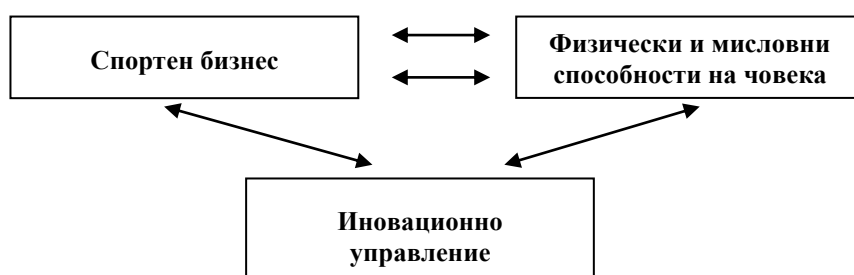 Спортен бизнес
Физически и мисловни
способности на човека
Иновационно
управление